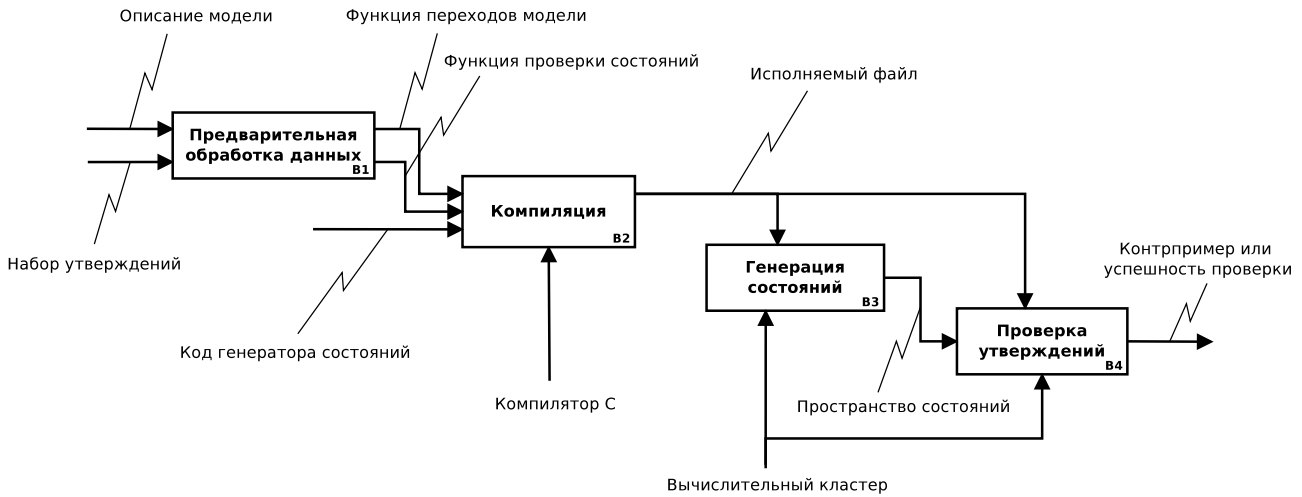 Описание модели
Функция переходов модели
Функция проверки состояний
Исполняемый файл
Предварительная
обработка данных
B1
Компиляция
B2
Набор утверждений
Генерация
состояний
B3
Контрпример или
успешность проверки
Проверка
утверждений
B4
Код генератора состояний
Компилятор C
Пространство состояний
Вычислительный кластер